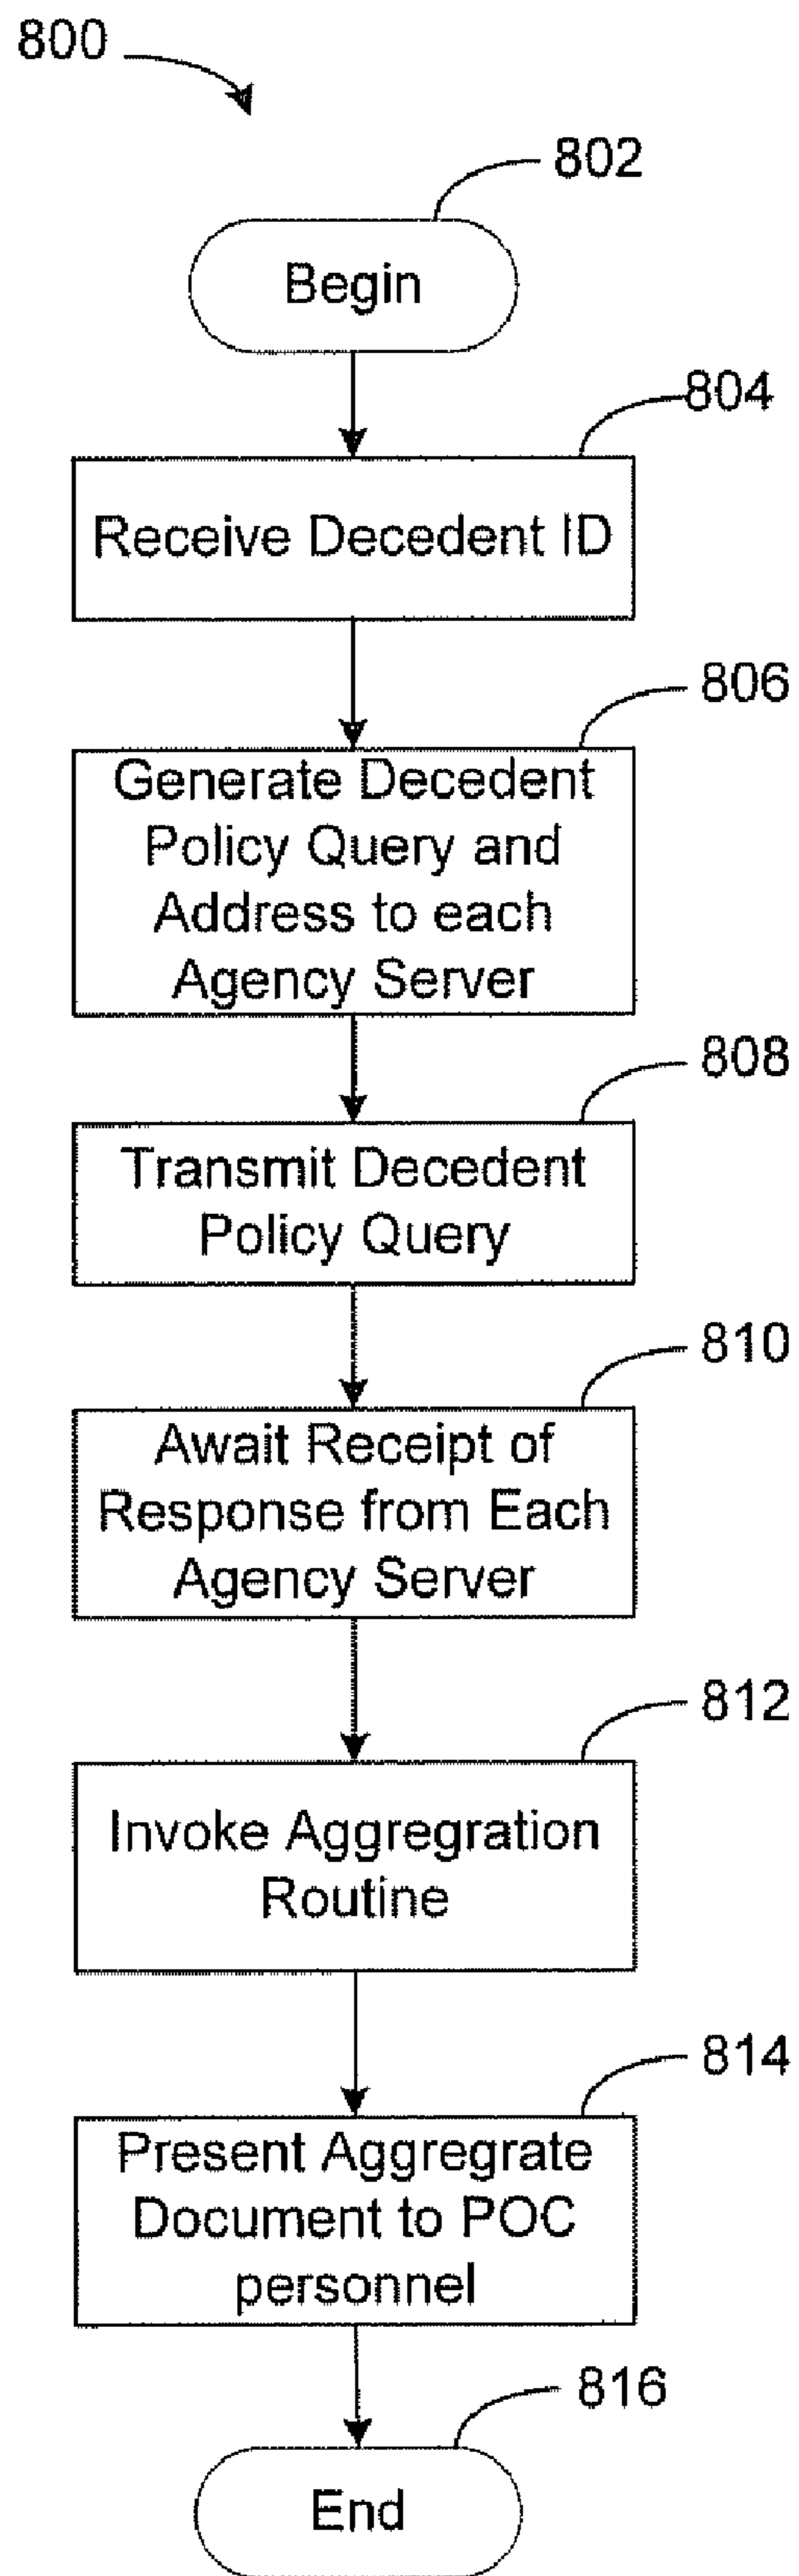 800
802
Begin
804
Receive Decedent ID
806
Generate Decedent
Policy Query and
Address to each
Agency Server
808
Transmit Decedent
Policy Query
810
Await Receipt of
Response from Each
Agency Server
812
Invoke Aggregration
Routine
814
Present Aggregrate
Document to POC
personnel
816
End